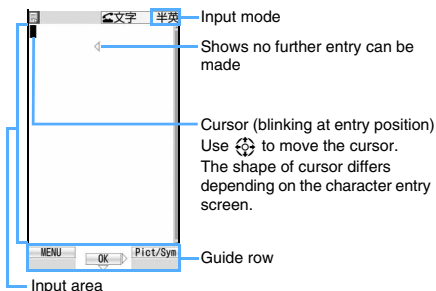 文字 半英
Input mode
Shows no further entry can be
made
Cursor (blinking at entry position)
Use to move the cursor.
The shape of cursor differs
depending on the character entry
screen.
MENU OK Pict/Sym
Guide row
Input area